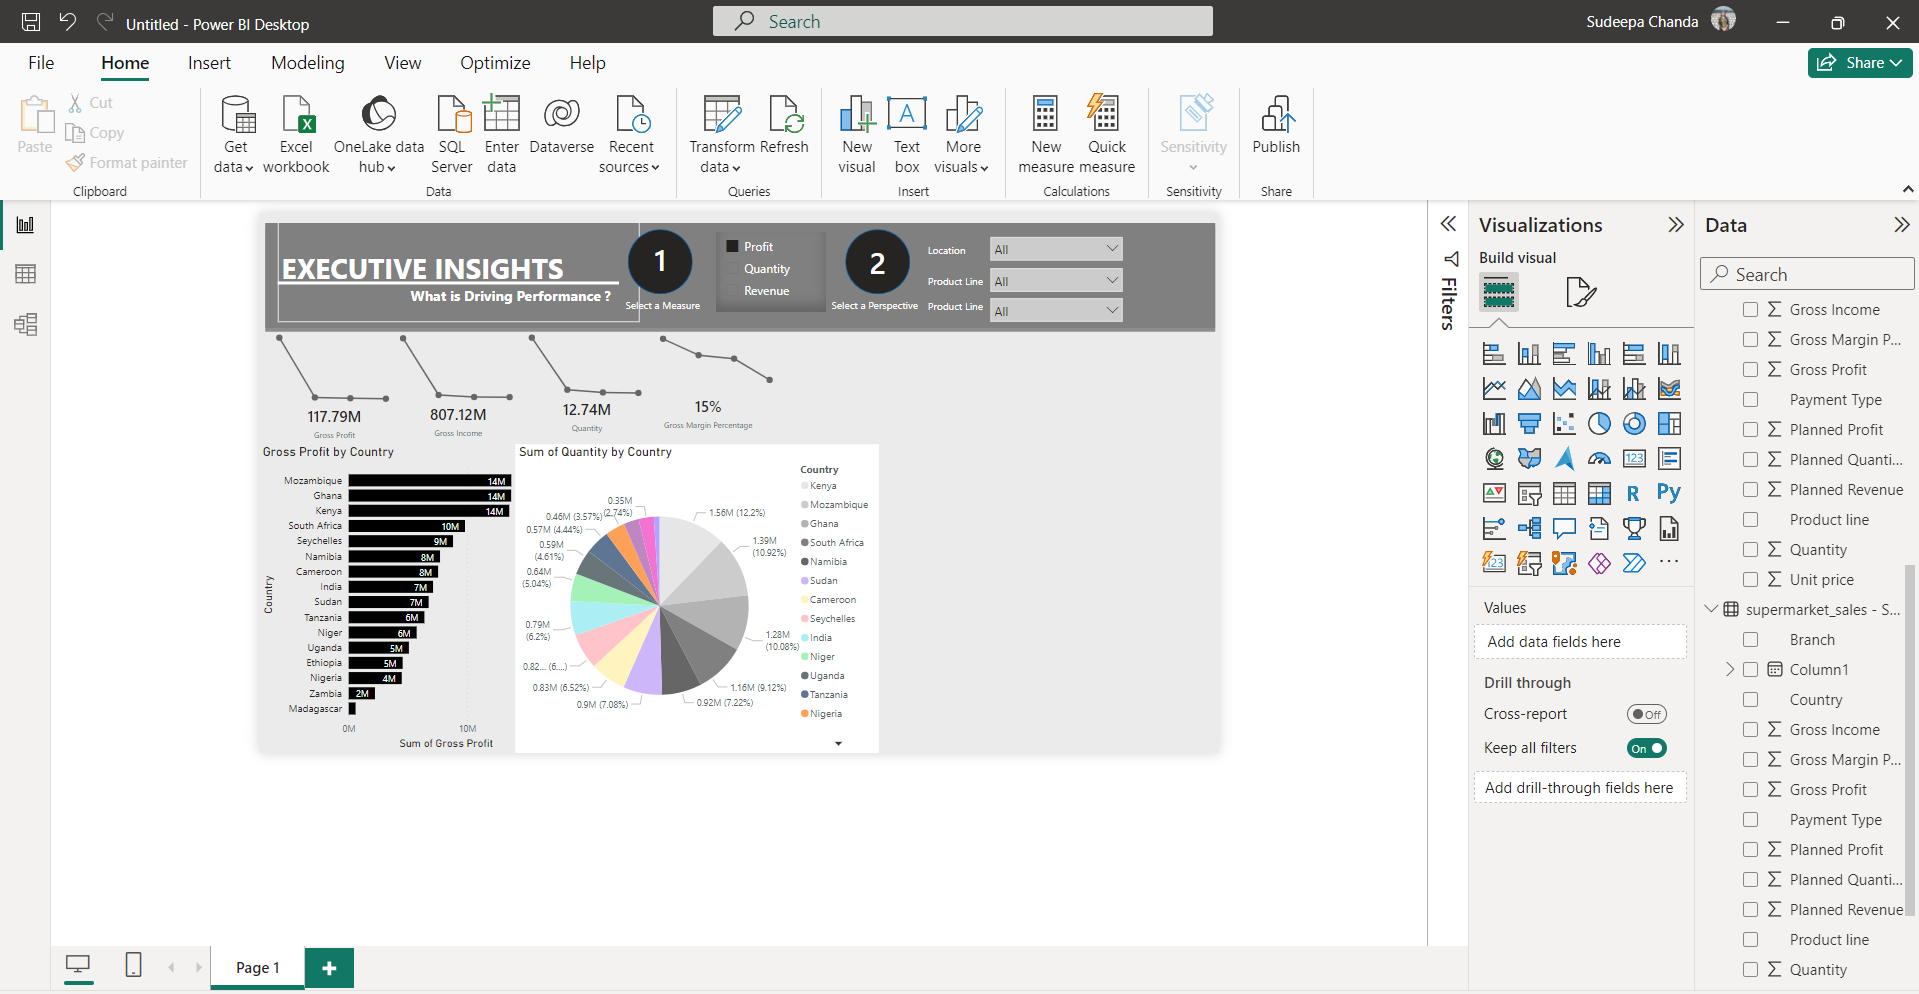 Untitled - Power BI Desktop
Search
Sudeepa Chanda
File
Home
Insert
Modeling
View
Optimize
Help
Share
Paste
Cut
Copy
Format painter
Clipboard
Get data
Excel workbook
OneLake data hub
SQL Server
Enter data
Dataverse
Recent sources
Data
Transform data
Refresh
Queries
New visual
Text box
More visuals
Insert
New measure
Quick measure
Calculations
Sensitivity
Sensitivity
Publish
Share
EXECUTIVE INSIGHTS
What is Driving Performance ?
1
Select a Measure
Profit
Quantity
Revenue
2
Select a Perspective
Location
All
Product Line
All
Product Line
All
117.79M
Gross Profit
807.12M
Gross Income
12.74M
Quantity
15%
Gross Margin Percentage
Gross Profit by Country
Country
Mozambique 14M
Ghana 14M
Kenya 14M
South Africa 10M
Seychelles 9M
Namibia 8M
Cameroon 8M
India 7M
Sudan 7M
Tanzania 6M
Niger 6M
Uganda 5M
Ethiopia 5M
Nigeria 4M
Zambia 2M
Madagascar
0M 10M
Sum of Gross Profit
Sum of Quantity by Country
1.56M (12.2%)
1.39M (10.92%)
1.28M (10.08%)
1.16M (9.12%)
0.92M (7.22%)
0.9M (7.08%)
0.83M (6.52%)
0.82... (6....)
0.79M (6.2%)
0.64M (5.04%)
0.59M (4.61%)
0.57M (4.44%)
0.46M (3.57%)
0.35M (2.74%)
Country
Kenya
Mozambique
Ghana
South Africa
Namibia
Sudan
Cameroon
Seychelles
India
Niger
Uganda
Tanzania
Nigeria
Filters
Visualizations
Build visual
123
R
Py
123
Values
Add data fields here
Drill through
Cross-report
Off
Keep all filters
On
Add drill-through fields here
Data
Search
Gross Income
Gross Margin P...
Gross Profit
Payment Type
Planned Profit
Planned Quanti...
Planned Revenue
Product line
Quantity
Unit price
supermarket_sales - S...
Branch
Column1
Country
Gross Income
Gross Margin P...
Gross Profit
Payment Type
Planned Profit
Planned Quanti...
Planned Revenue
Product line
Quantity
Page 1